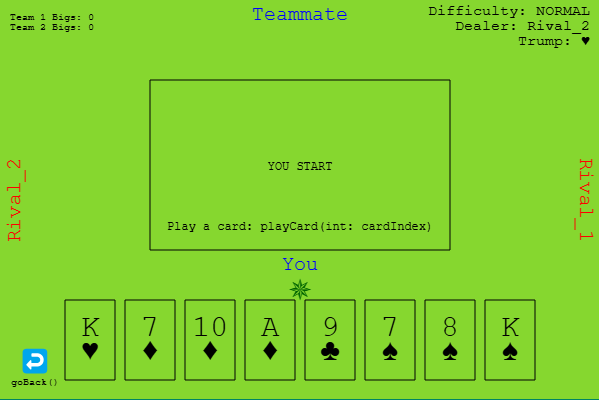 Team 1 Bigs: 0
Team 2 Bigs: 0
Teammate
Difficulty: NORMAL
Dealer: Rival_2
Trump: ♥
Rival_2
YOU START
Play a card: playCard(int: cardIndex)
Rival_1
You
K 7 10 A 9 7 8 K
♥ ♦ ♦ ♦ ♣ ♠ ♠ ♠
goBack()